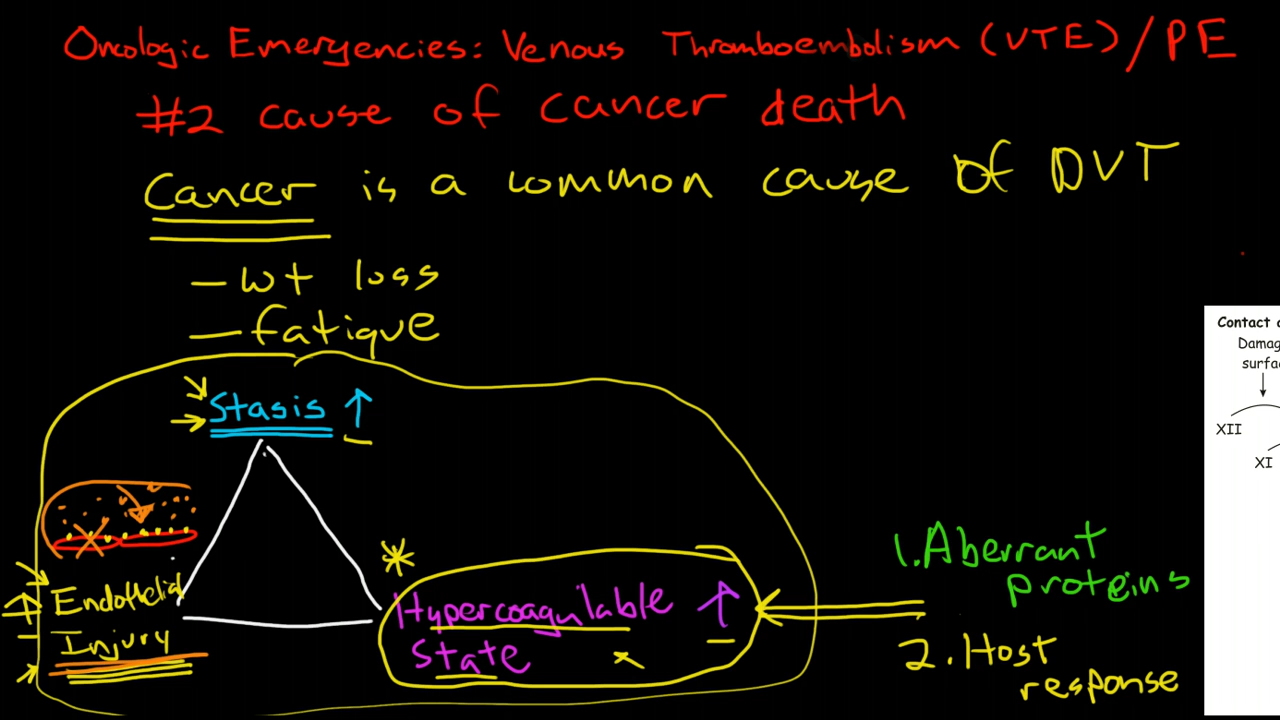 Oncologic Emergencies: Venous Thromboembolism (VTE)/PE
#2 cause of cancer death
Cancer is a common cause of DVT
- wt loss
- fatigue
Stasis ↑
Endothelial
Injury
Hypercoagulable ↑
State
1. Aberrant
proteins
2. Host
response
Contact
Damag
surfa
XII
XI